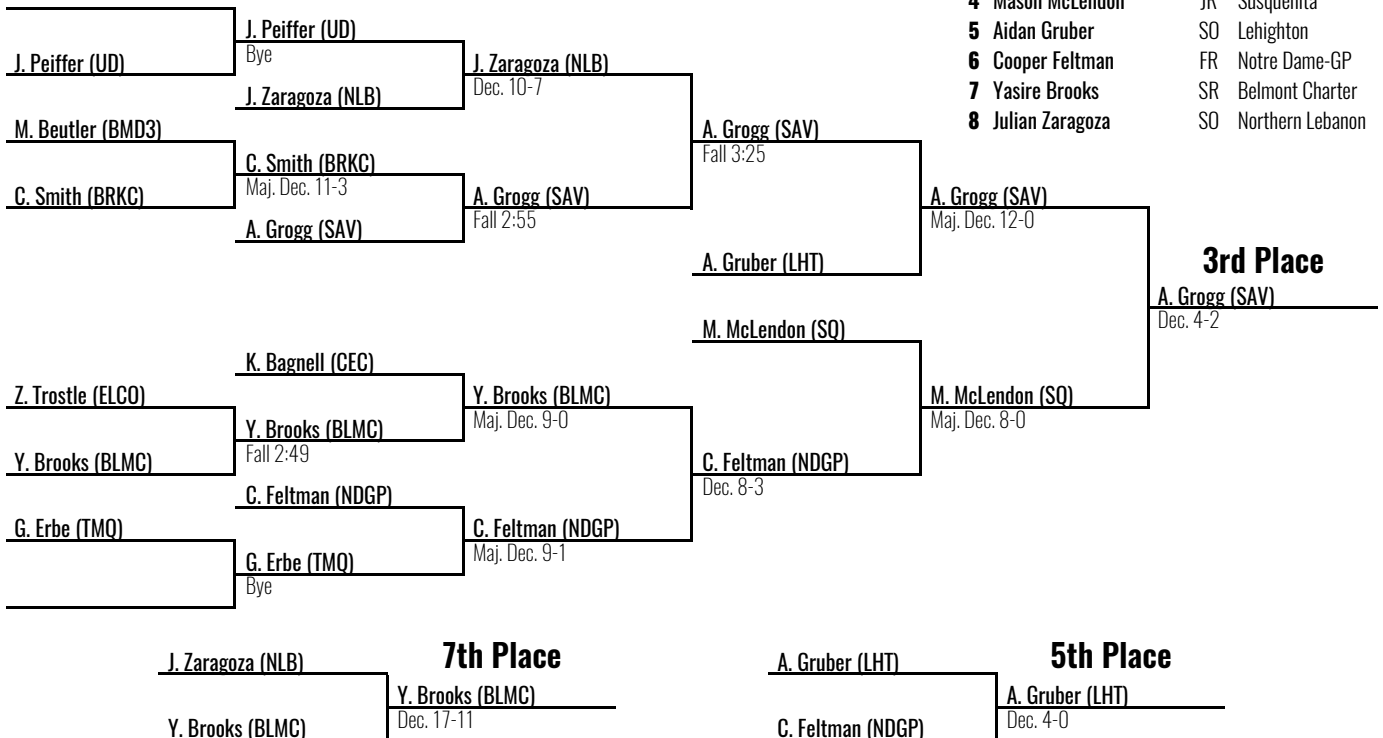 4 Mason McLendon JR Susquenita
5 Aidan Gruber SO Lehighton
6 Cooper Feltman FR Notre Dame-GP
7 Yasire Brooks SR Belmont Charter
8 Julian Zaragoza SO Northern Lebanon
J. Peiffer (UD)
J. Peiffer (UD)
Bye
J. Zaragoza (NLB)
J. Zaragoza (NLB)
Dec. 10-7
M. Beutler (BMD3)
C. Smith (BRKC)
C. Smith (BRKC)
Maj. Dec. 11-3
A. Grogg (SAV)
A. Grogg (SAV)
Fall 2:55
A. Grogg (SAV)
Fall 3:25
A. Gruber (LHT)
A. Grogg (SAV)
Maj. Dec. 12-0
3rd Place
A. Grogg (SAV)
Dec. 4-2
M. McLendon (SQ)
M. McLendon (SQ)
Maj. Dec. 8-0
K. Bagnell (CEC)
Z. Trostle (ELCO)
Y. Brooks (BLMC)
Y. Brooks (BLMC)
Fall 2:49
Y. Brooks (BLMC)
Maj. Dec. 9-0
C. Feltman (NDGP)
G. Erbe (TMQ)
G. Erbe (TMQ)
Bye
C. Feltman (NDGP)
Maj. Dec. 9-1
C. Feltman (NDGP)
Dec. 8-3
7th Place
J. Zaragoza (NLB)
Y. Brooks (BLMC)
Y. Brooks (BLMC)
Dec. 17-11
5th Place
A. Gruber (LHT)
C. Feltman (NDGP)
A. Gruber (LHT)
Dec. 4-0